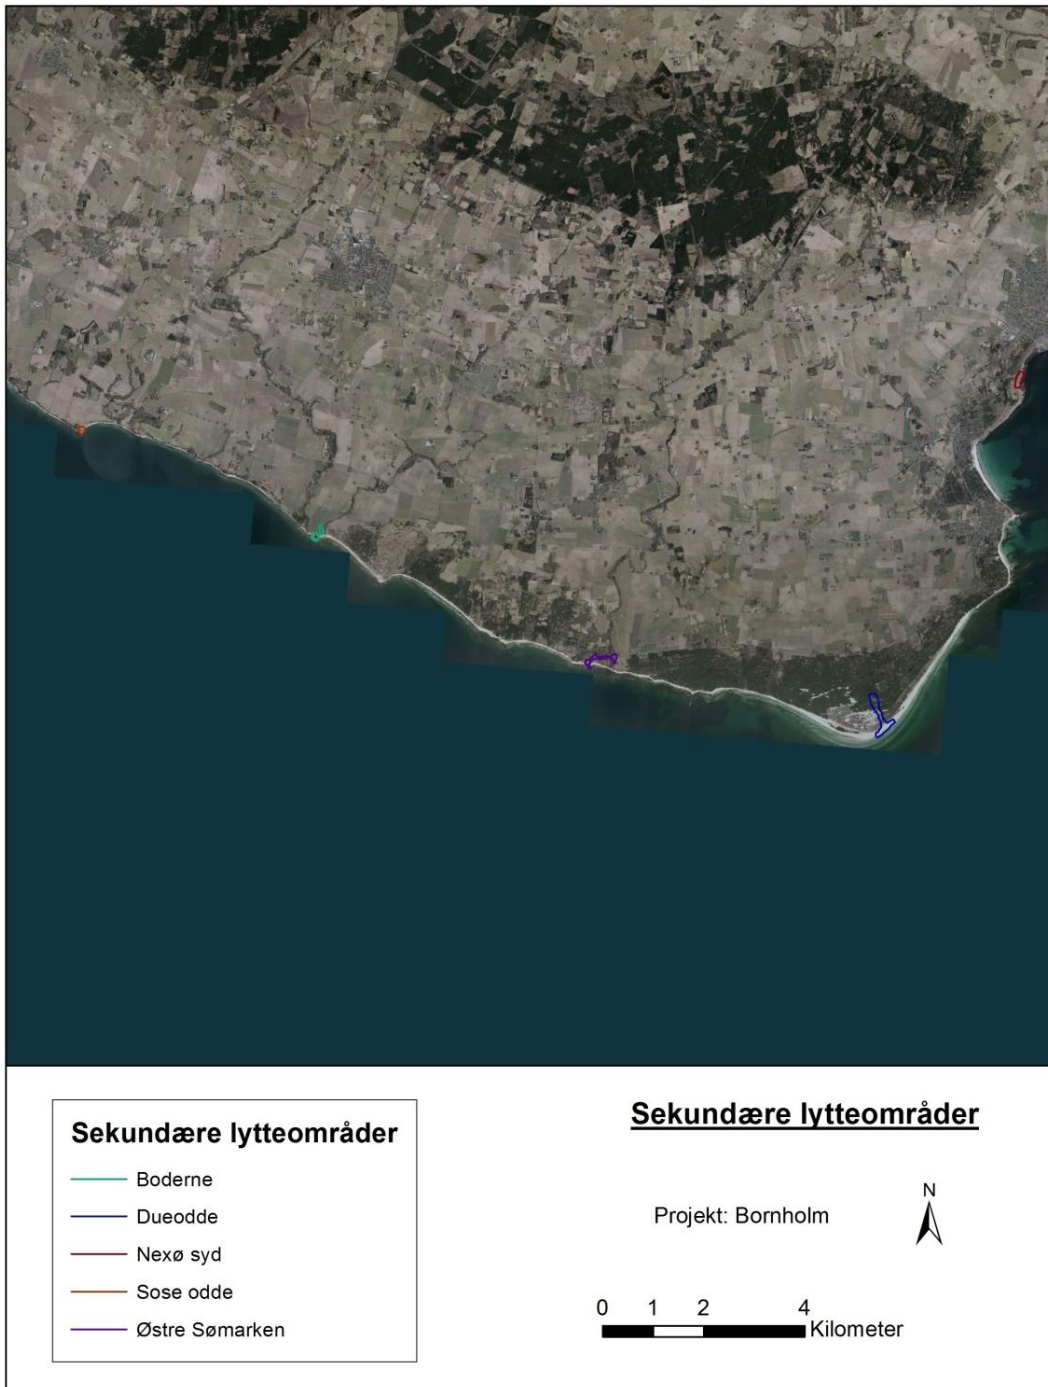 Sekundære lytteområder
Boderne
Dueodde
Nexø syd
Sose odde
Østre Sømarken
Sekundære lytteområder
Projekt: Bornholm
N
0 1 2 4
Kilometer